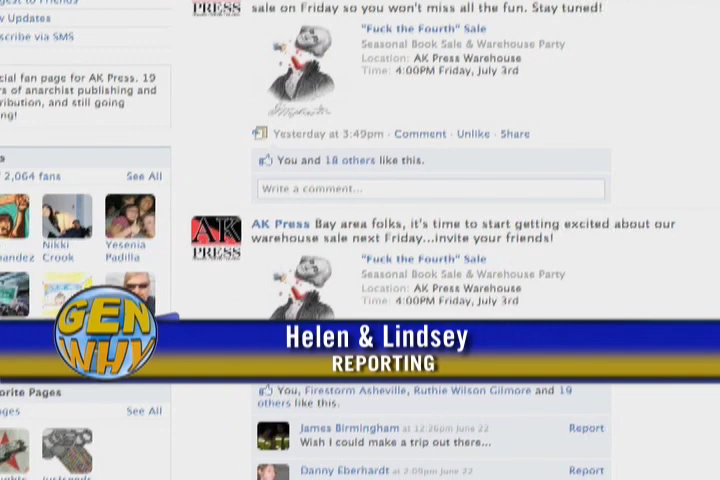 w Updates
scribe via SMS
cial fan page for AK Press. 19
rs of anarchist publishing and
ribution, and still going
ng!
2,064 fans
See All
Nikki
Crook
Yesenia
Padilla
PRESS
sale on Friday so you won't miss all the fun. Stay tuned!
"Fuck the Fourth" Sale
Seasonal Book Sale & Warehouse Party
Location: AK Press Warehouse
Time: 4:00PM Friday, July 3rd
Yesterday at 3:49pm · Comment · Unlike · Share
You and 18 others like this.
Write a comment...
AK
PRESS
AK Press Bay area folks, it's time to start getting excited about our
warehouse sale next Friday...invite your friends!
"Fuck the Fourth" Sale
Seasonal Book Sale & Warehouse Party
Location: AK Press Warehouse
Time: 4:00PM Friday, July 3rd
GEN
WHY
Helen & Lindsey
REPORTING
orite Pages
ages
See All
You, Firestorm Asheville, Ruthie Wilson Gilmore and 19
others like this.
James Birmingham at 12:26pm June 22
Report
Wish I could make a trip out there...
Danny Eberhardt at 2:09pm June 22
Report